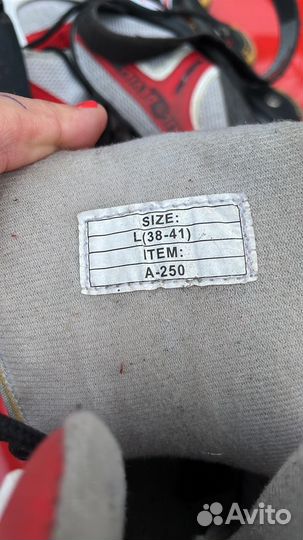 SIZE:
L(38-41)
ITEM:
A-250
Avito